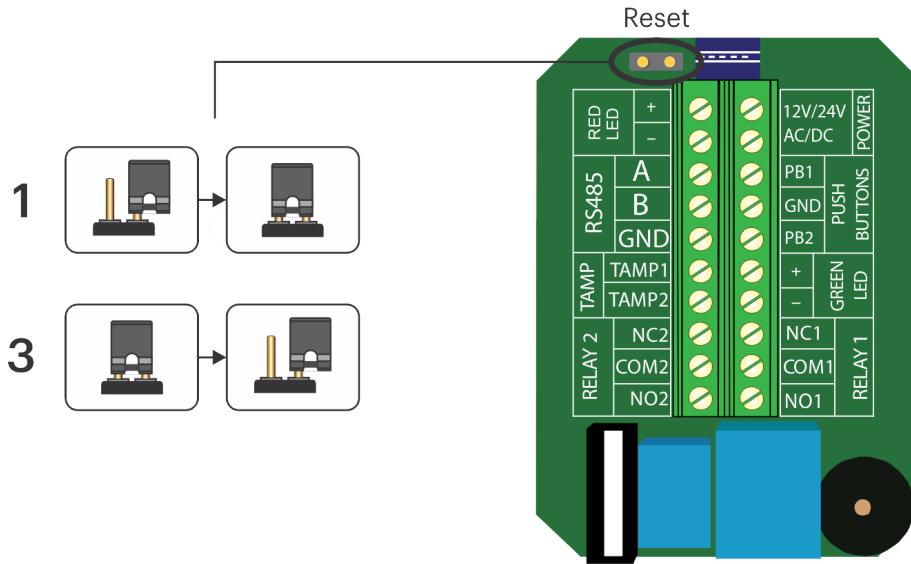 Reset
1
3
RED
LED
+
−
RS485
A
B
GND
TAMP
TAMP1
TAMP2
RELAY 2
NC2
COM2
NO2
12V/24V
AC/DC
POWER
PB1
GND
PB2
PUSH
BUTTONS
+
−
GREEN
LED
NC1
COM1
NO1
RELAY 1